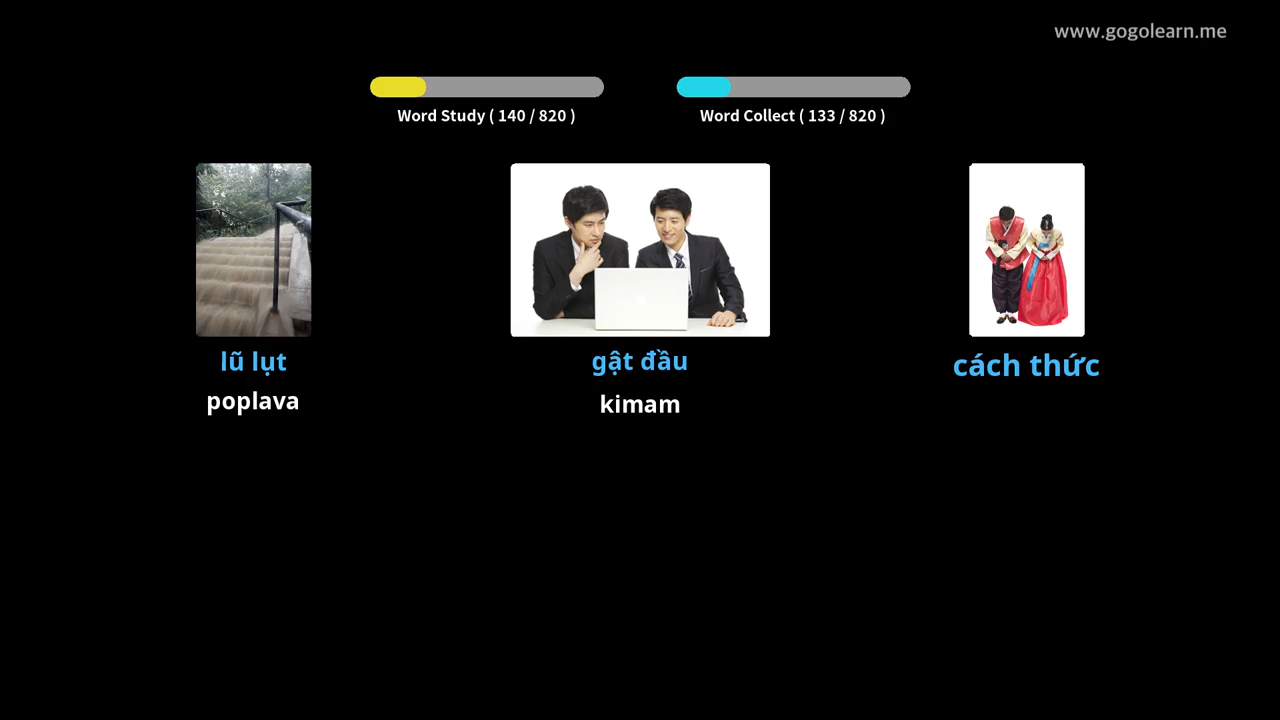 www.gogolearn.me
Word Study ( 140 / 820 )
Word Collect ( 133 / 820 )
lũ lụt
poplava
gật đầu
kimam
cách thức